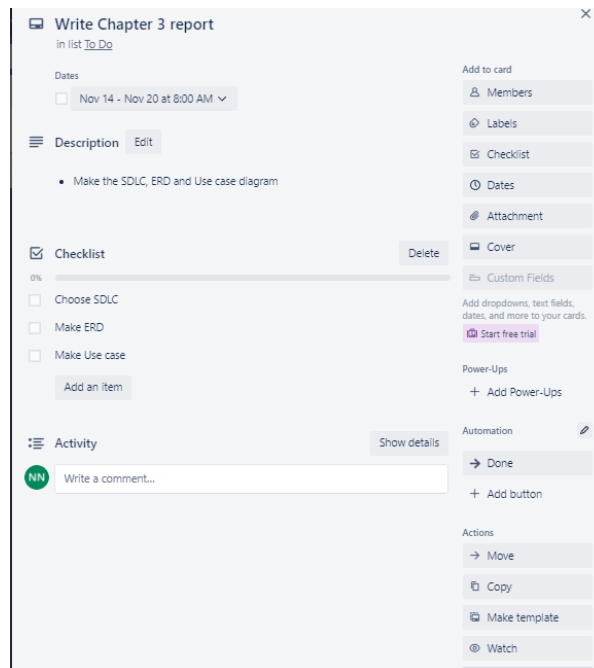 Write Chapter 3 report
in list To Do
Dates
Nov 14 - Nov 20 at 8:00 AM
Description Edit
Make the SDLC, ERD and Use case diagram
Checklist Delete
0%
Choose SDLC
Make ERD
Make Use case
Add an item
Activity Show details
NN Write a comment...
Add to card
Members
Labels
Checklist
Dates
Attachment
Cover
Custom Fields
Add dropdowns, text fields,
dates, and more to your cards.
Start free trial
Power-Ups
+ Add Power-Ups
Automation
Done
+ Add button
Actions
Move
Copy
Make template
Watch